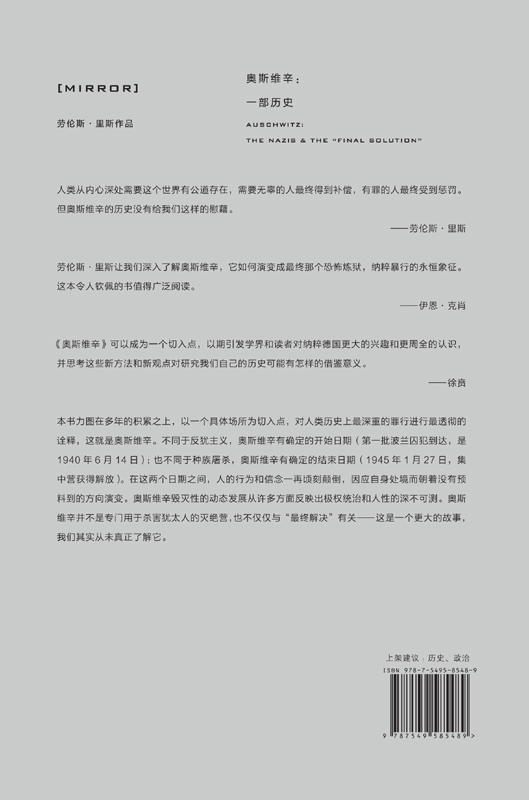 [MIRROR]
劳伦斯·里斯作品
奥斯维辛：
一部历史
AUSCHWITZ:
THE NAZIS & THE “FINAL SOLUTION”
人类从内心深处需要这个世界有公道存在，需要无辜的人最终得到补偿，有罪的人最终受到惩罚。
但奥斯维辛的历史没有给我们这样的慰藉。
——劳伦斯·里斯
劳伦斯·里斯让我们深入了解奥斯维辛，它如何演变成最终那个恐怖炼狱，纳粹暴行的永恒象征。
这本令人钦佩的书值得广泛阅读。
——伊恩·克肖
《奥斯维辛》可以成为一个切入点，以期引发学界和读者对纳粹德国更大的兴趣和更周全的认识，
并思考这些新方法和新观点对研究我们自己的历史可能有怎样的借鉴意义。
——徐贲
本书力图在多年的积累之上，以一个具体场所为切入点，对人类历史上最深重的罪行进行最透彻的
诠释，这就是奥斯维辛。不同于反犹主义，奥斯维辛有确定的开始日期（第一批波兰囚犯到达，是
1940年6月14日）；也不同于种族屠杀，奥斯维辛有确定的结束日期（1945年1月27日，集
中营获得解放）。在这两个日期之间，人的行为和信念一再顷刻颠倒，因应自身处境而朝着没有预
料到的方向演变。奥斯维辛毁灭性的动态发展从许多方面反映出极权统治和人性的深不可测。奥斯
维辛并不是专门用于杀害犹太人的灭绝营，也不仅仅与“最终解决”有关——这是一个更大的故事，
我们其实从未真正了解它。
上架建议：历史、政治
ISBN 978-7-5495-8548-9
9 787549 585489 >